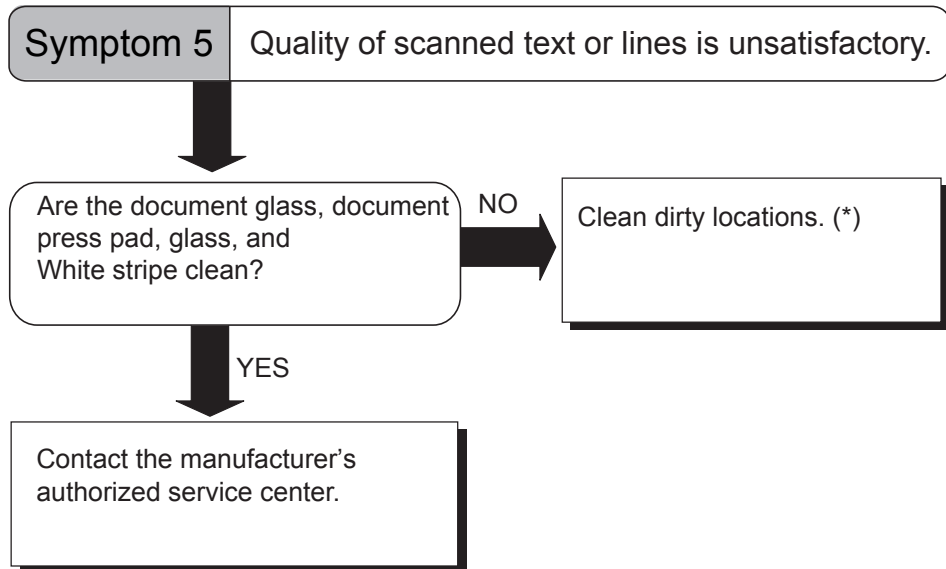 Symptom 5
Quality of scanned text or lines is unsatisfactory.
Are the document glass, document
press pad, glass, and
White stripe clean?
NO
Clean dirty locations. (*)
YES
Contact the manufacturer’s
authorized service center.